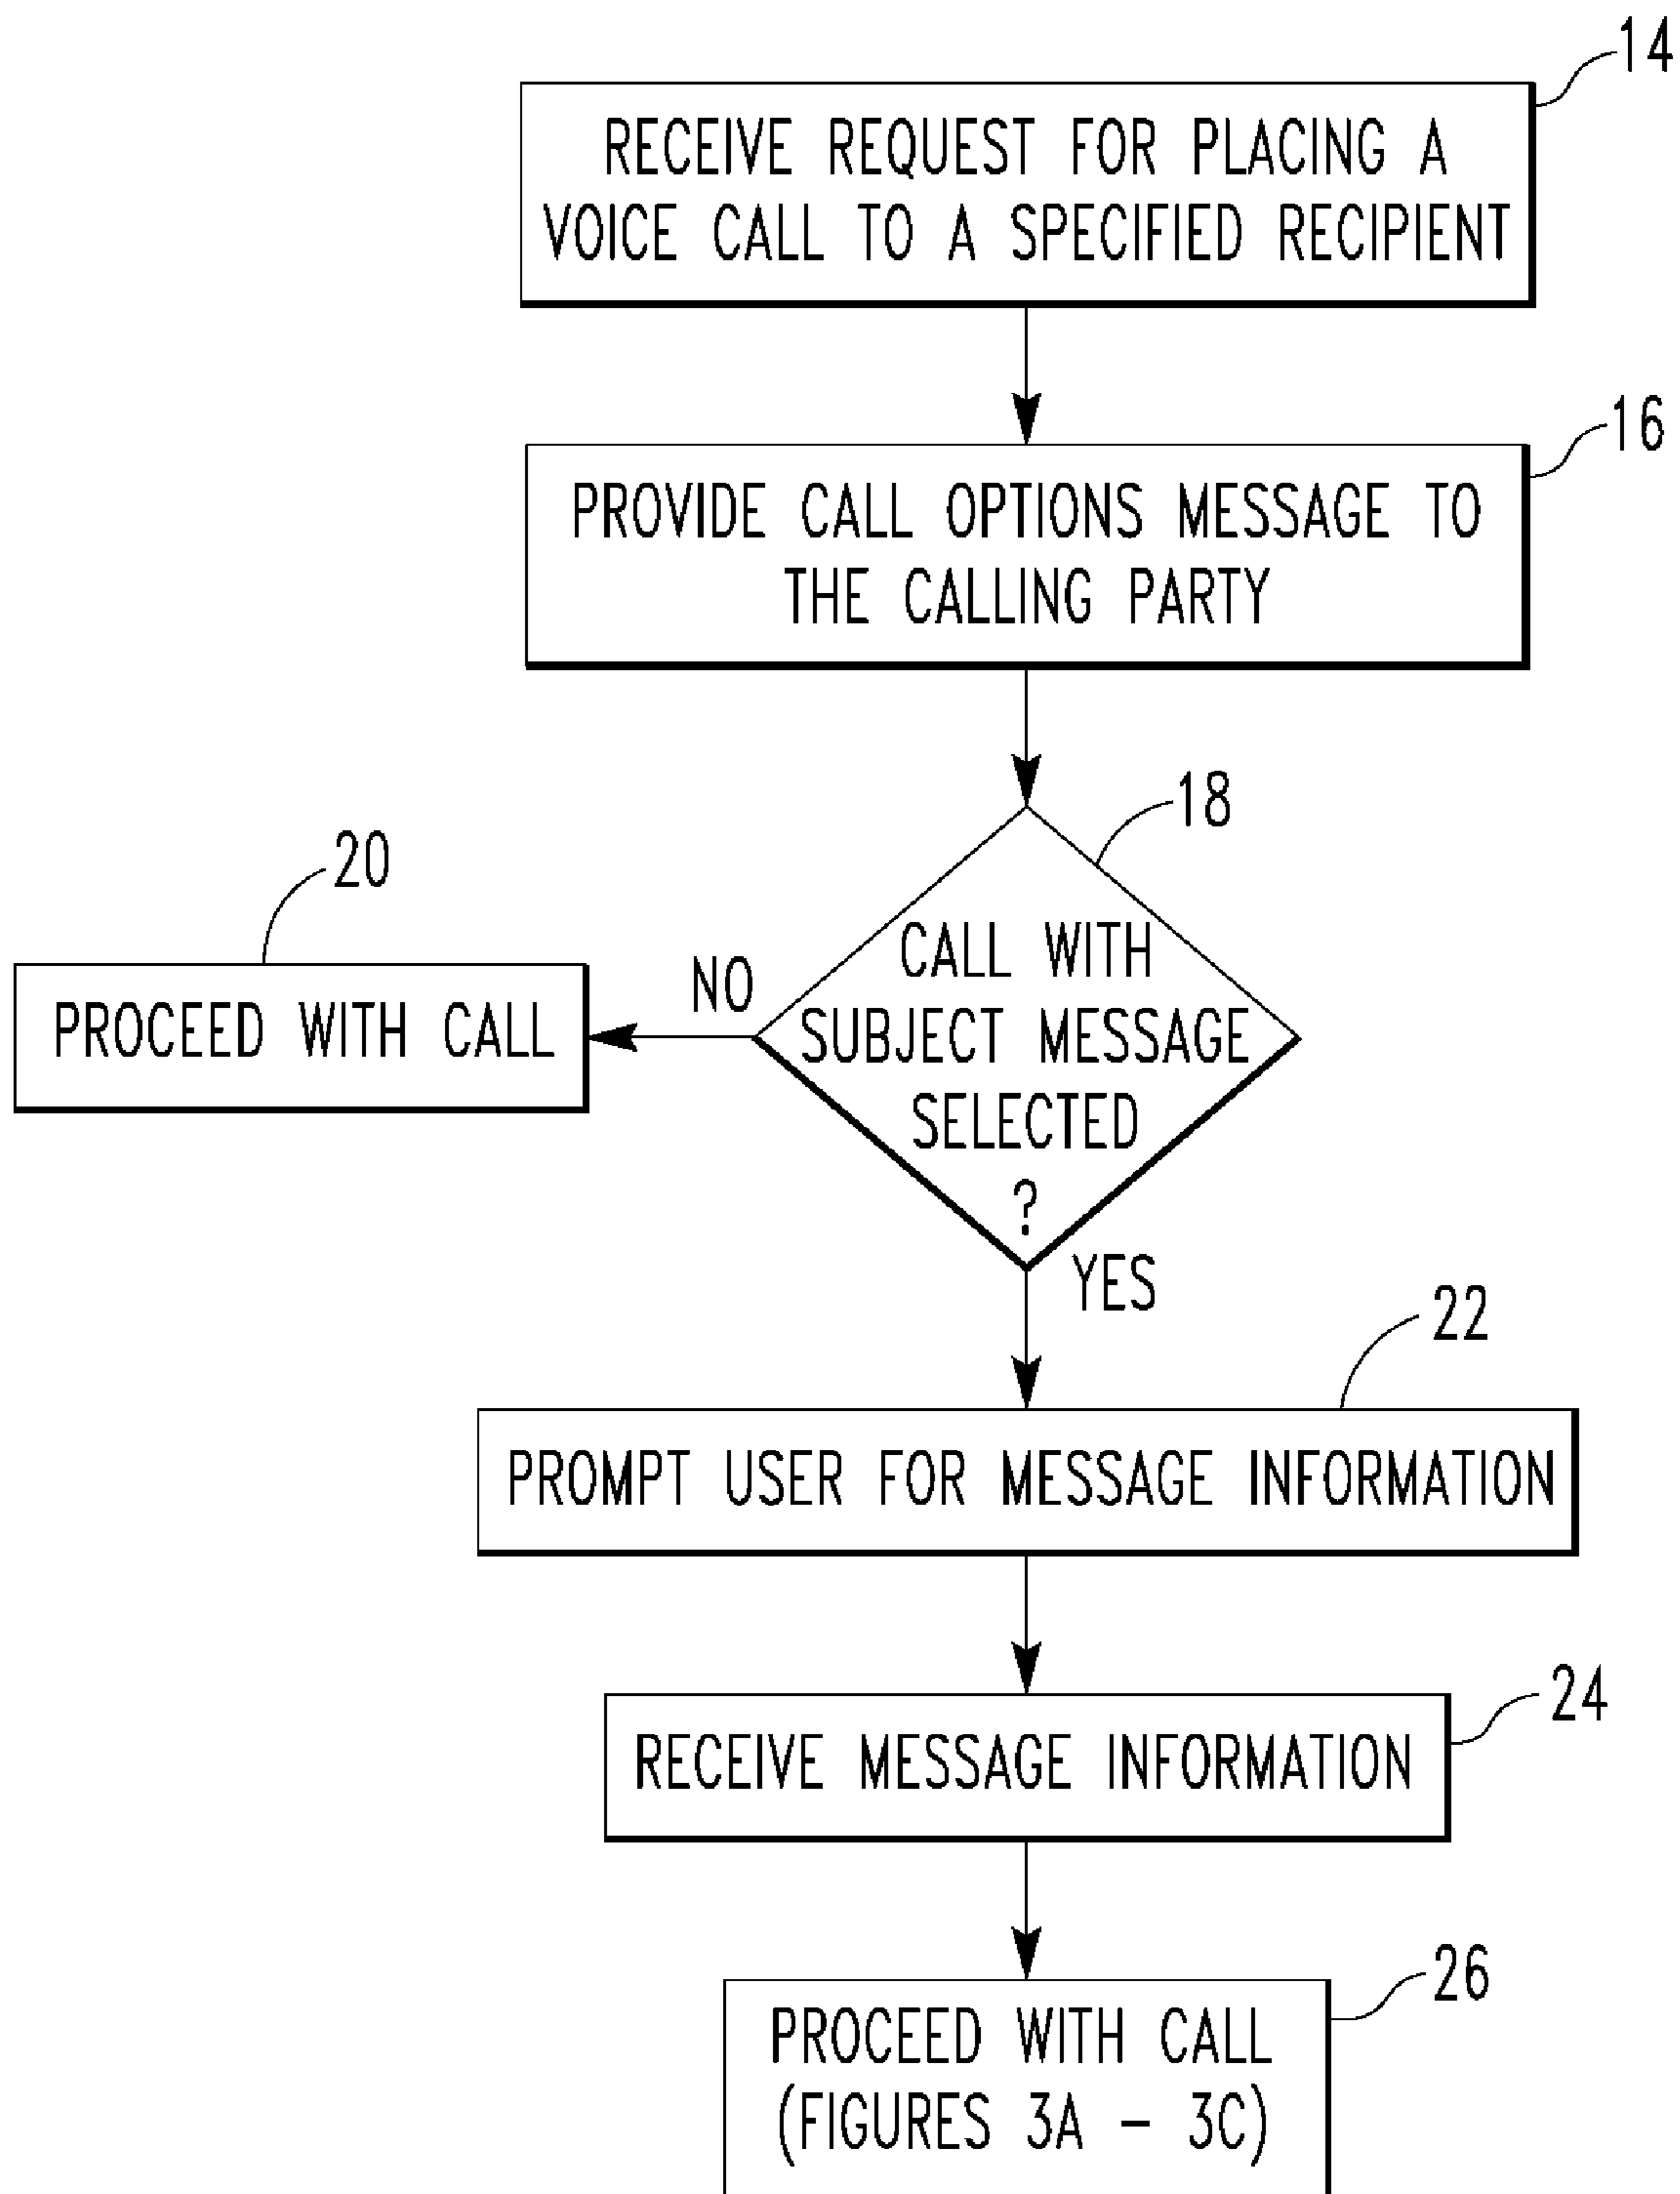 14
RECEIVE REQUEST FOR PLACING A
VOICE CALL TO A SPECIFIED RECIPIENT
16
PROVIDE CALL OPTIONS MESSAGE TO
THE CALLING PARTY
18
CALL WITH
SUBJECT MESSAGE
SELECTED
?
NO
20
PROCEED WITH CALL
YES
22
PROMPT USER FOR MESSAGE INFORMATION
24
RECEIVE MESSAGE INFORMATION
26
PROCEED WITH CALL
(FIGURES 3A - 3C)